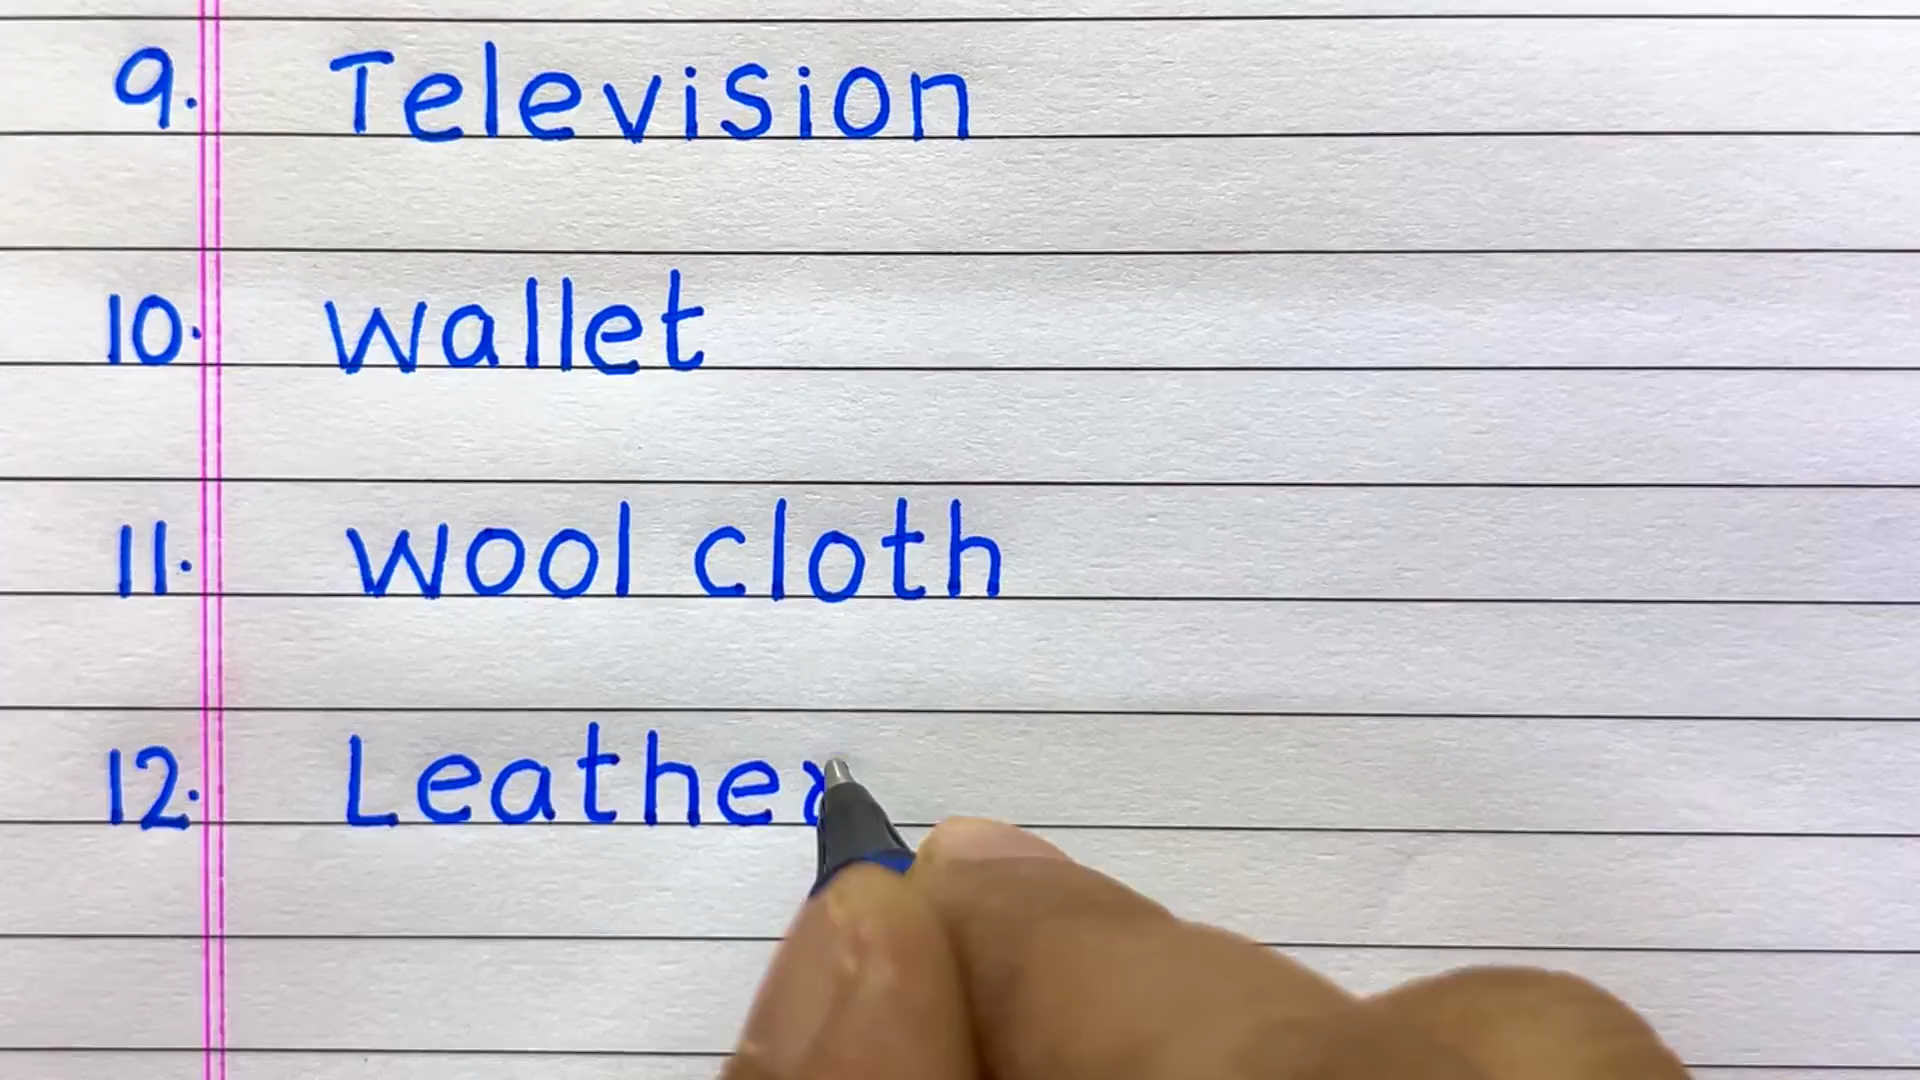 9. Television
10. Wallet
11. Wool cloth
12. Leather